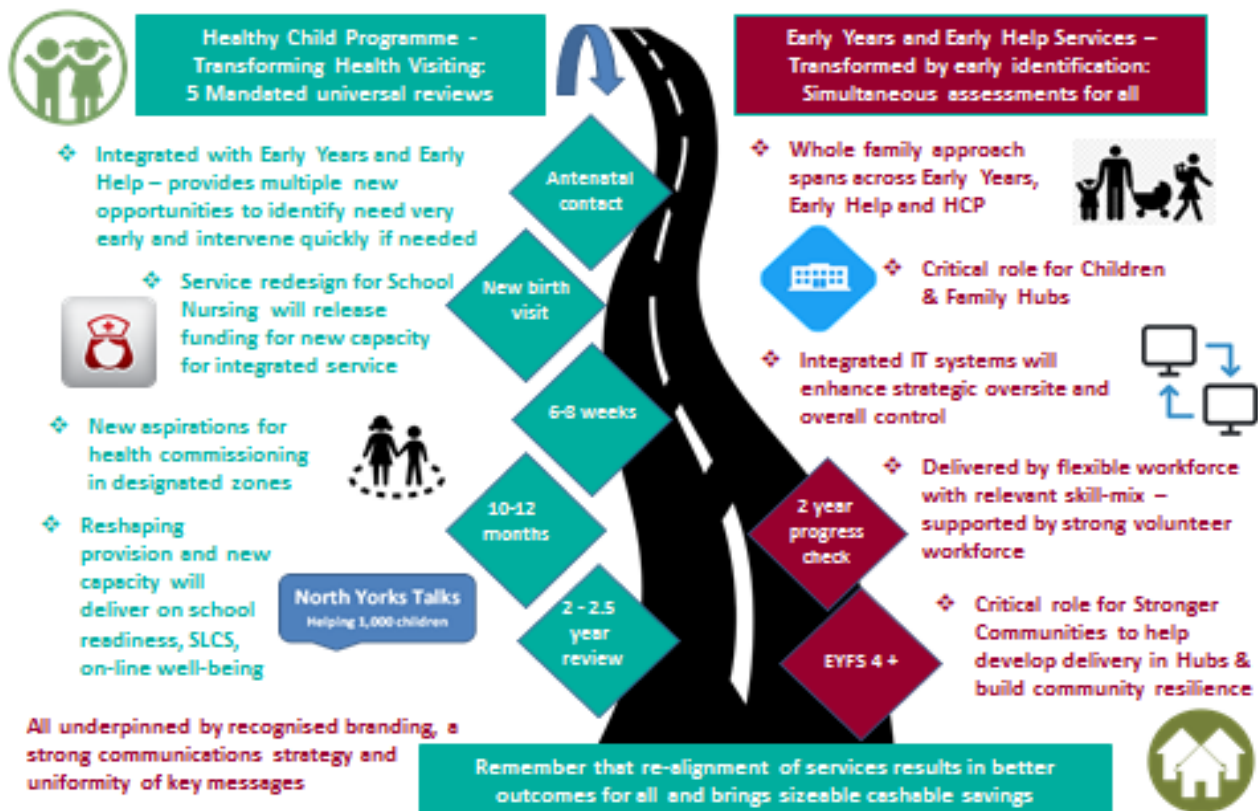 Healthy Child Programme -
Transforming Health Visiting:
5 Mandated universal reviews
❖ Integrated with Early Years and Early
Help – provides multiple new
opportunities to identify need very
early and intervene quickly if needed
❖ Service redesign for School
Nursing will release
funding for new capacity
for integrated service
❖ New aspirations for
health commissioning
in designated zones
❖ Reshaping
provision and new
capacity will
deliver on school
readiness, SLCS,
on-line well-being
North Yorks Talks
Helping 1,000 children
All underpinned by recognised branding, a
strong communications strategy and
uniformity of key messages
Antenatal
contact
New birth
visit
6-8 weeks
10-12
months
2 - 2.5
year
review
Early Years and Early Help Services –
Transformed by early identification:
Simultaneous assessments for all
❖ Whole family approach
spans across Early Years,
Early Help and HCP
❖ Critical role for Children
& Family Hubs
❖ Integrated IT systems will
enhance strategic oversite and
overall control
❖ Delivered by flexible workforce
with relevant skill-mix –
supported by strong volunteer
workforce
❖ Critical role for Stronger
Communities to help
develop delivery in Hubs &
build community resilience
2 year
progress
check
EYFS 4 +
Remember that re-alignment of services results in better
outcomes for all and brings sizeable cashable savings